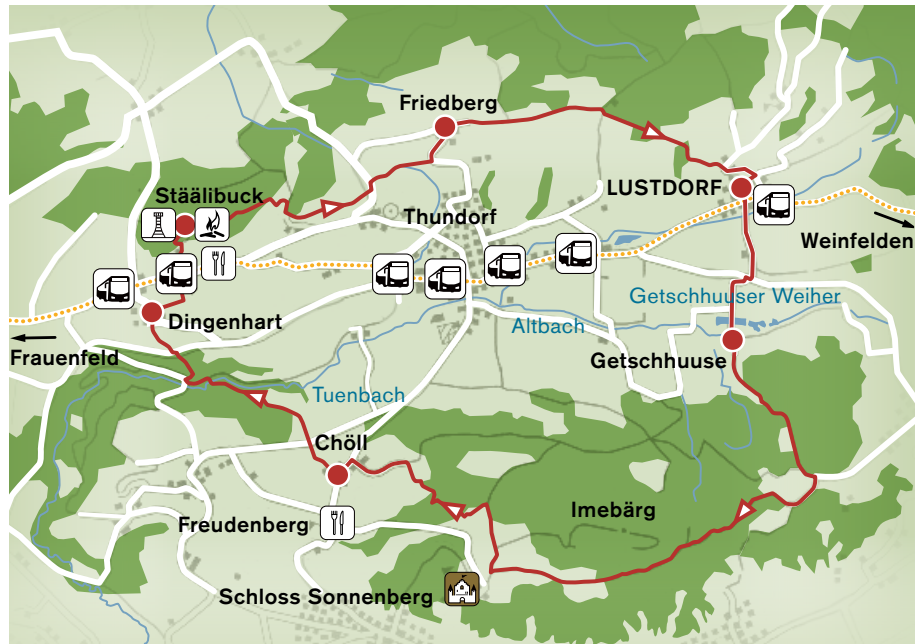 Friedberg
Stäälibuck
LUSTDORF
Thundorf
Weinfelden
Getschhuuser Weiher
Dingenhart
Altbach
Frauenfeld
Getschhuuse
Tuenbach
Chöll
Imebärg
Freudenberg
Schloss Sonnenberg